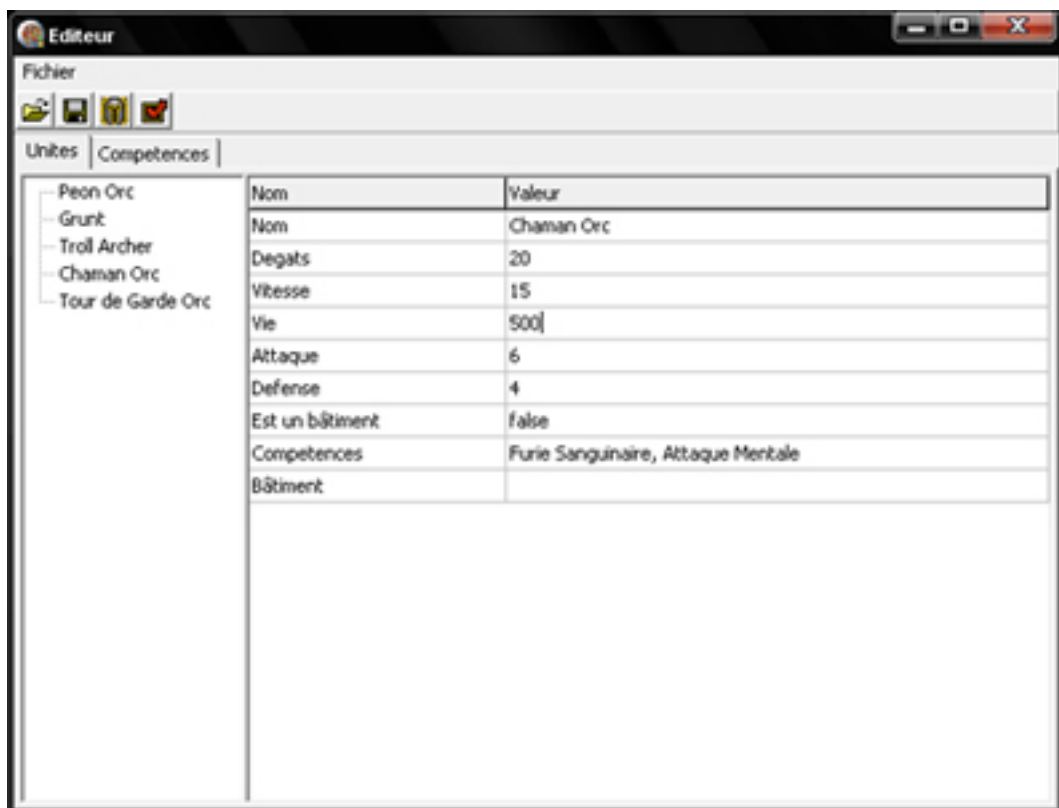 Editeur
Fichier
Unites Competences
Peon Orc
Grunt
Troll Archer
Chaman Orc
Tour de Garde Orc
Nom Valeur
Nom Chaman Orc
Degats 20
Vitesse 15
Vie 500
Attaque 6
Defense 4
Est un bâtiment false
Competences Furie Sanguinaire, Attaque Mentale
Bâtiment